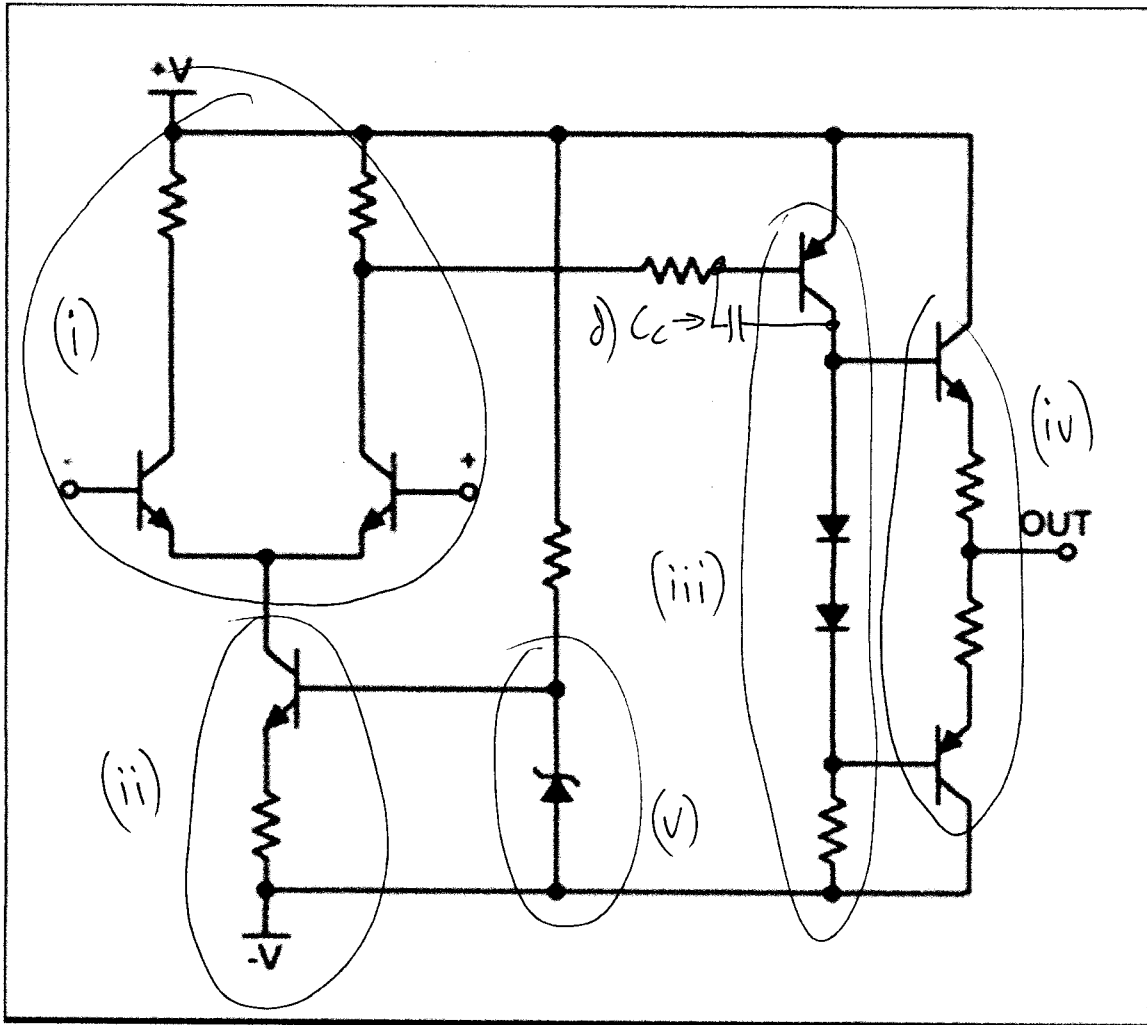 +V
(i)
d) Cc →
(iv)
-
+
OUT
(iii)
(ii)
(v)
-V